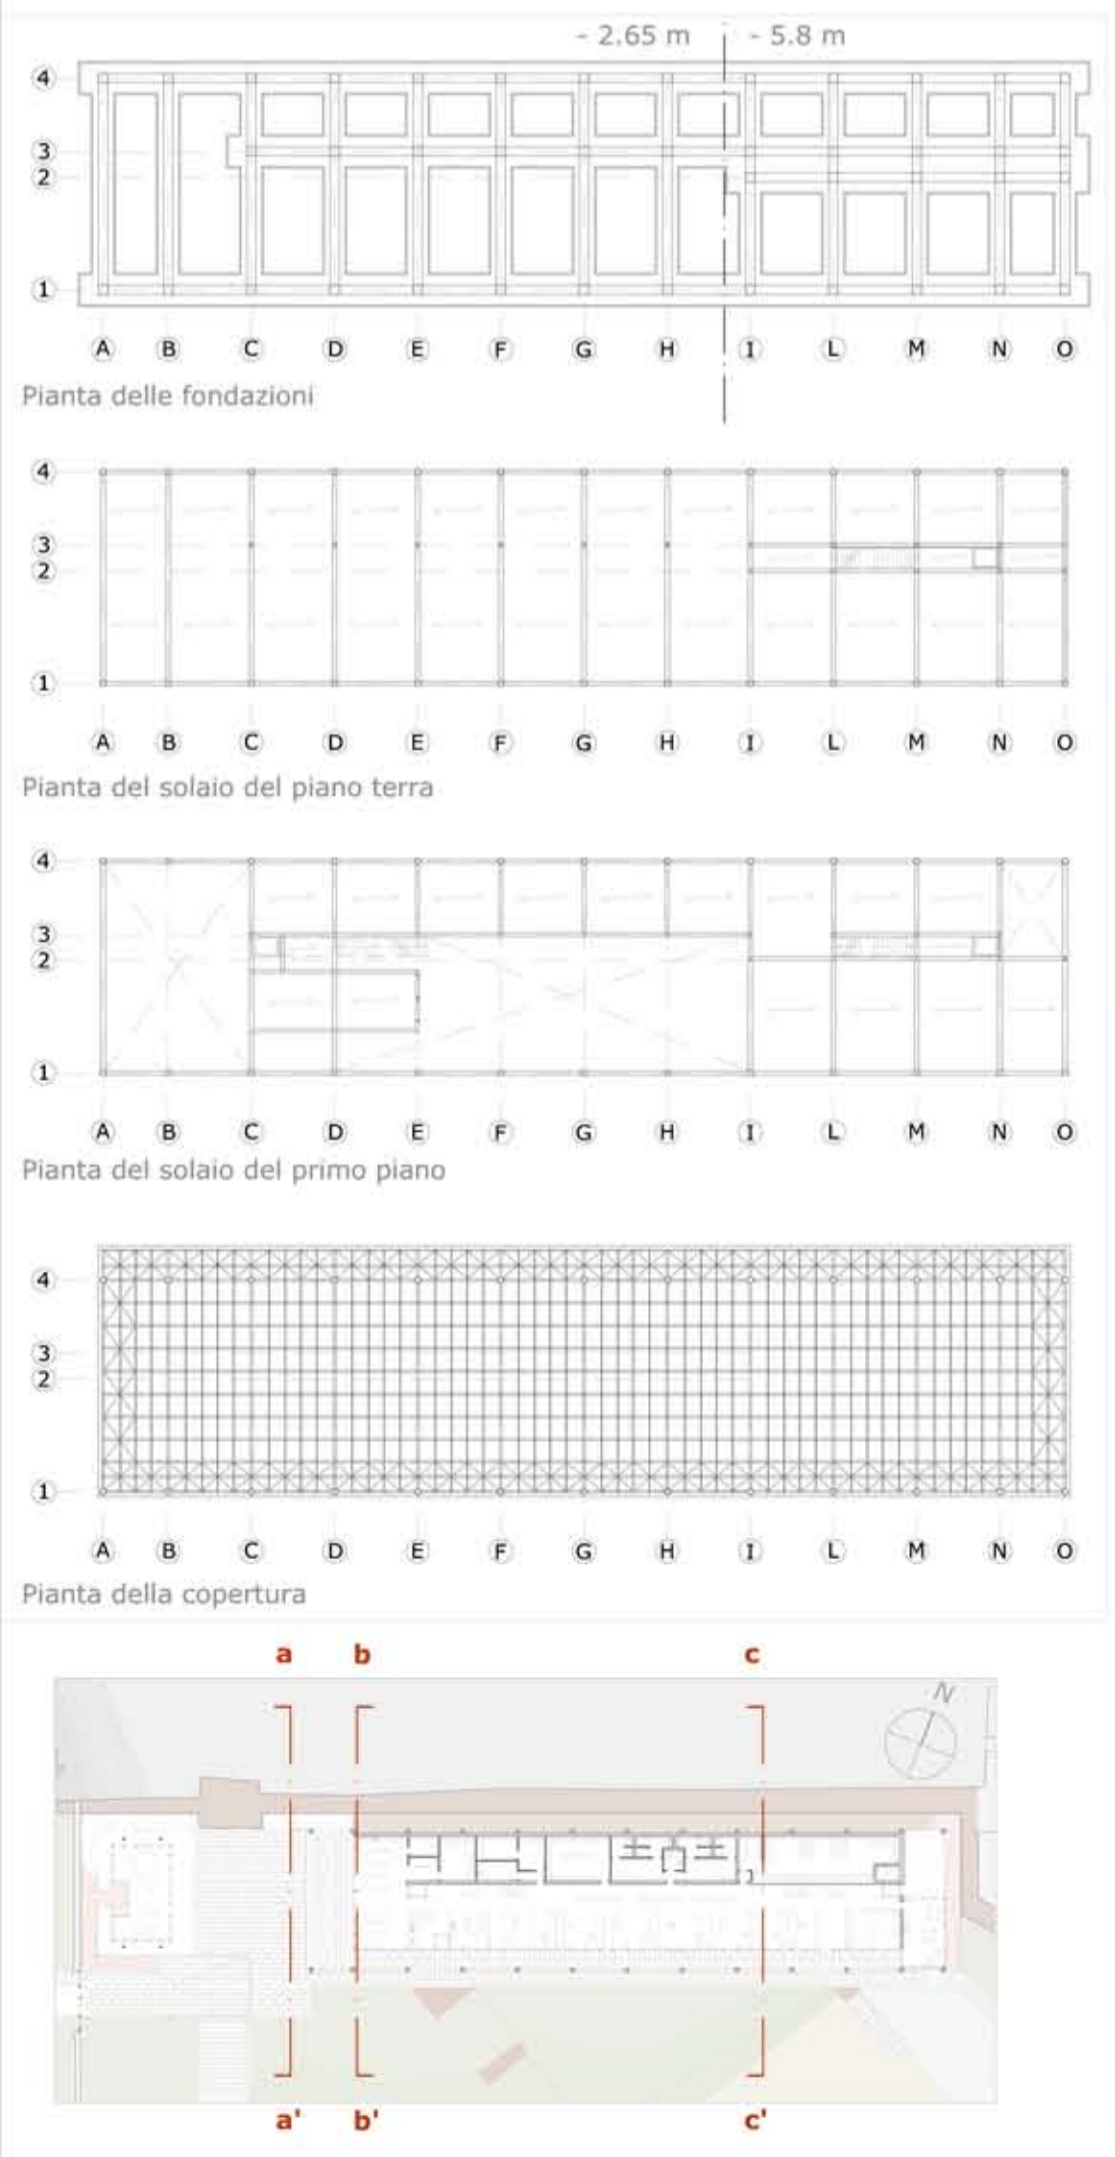 - 2.65 m - 5.8 m
4
3
2
1
A B C D E F G H I L M N O
Pianta delle fondazioni
4
3
2
1
A B C D E F G H I L M N O
Pianta del solaio del piano terra
4
3
2
1
A B C D E F G H I L M N O
Pianta del solaio del primo piano
4
3
2
1
A B C D E F G H I L M N O
Pianta della copertura
a b c
N
a' b' c'